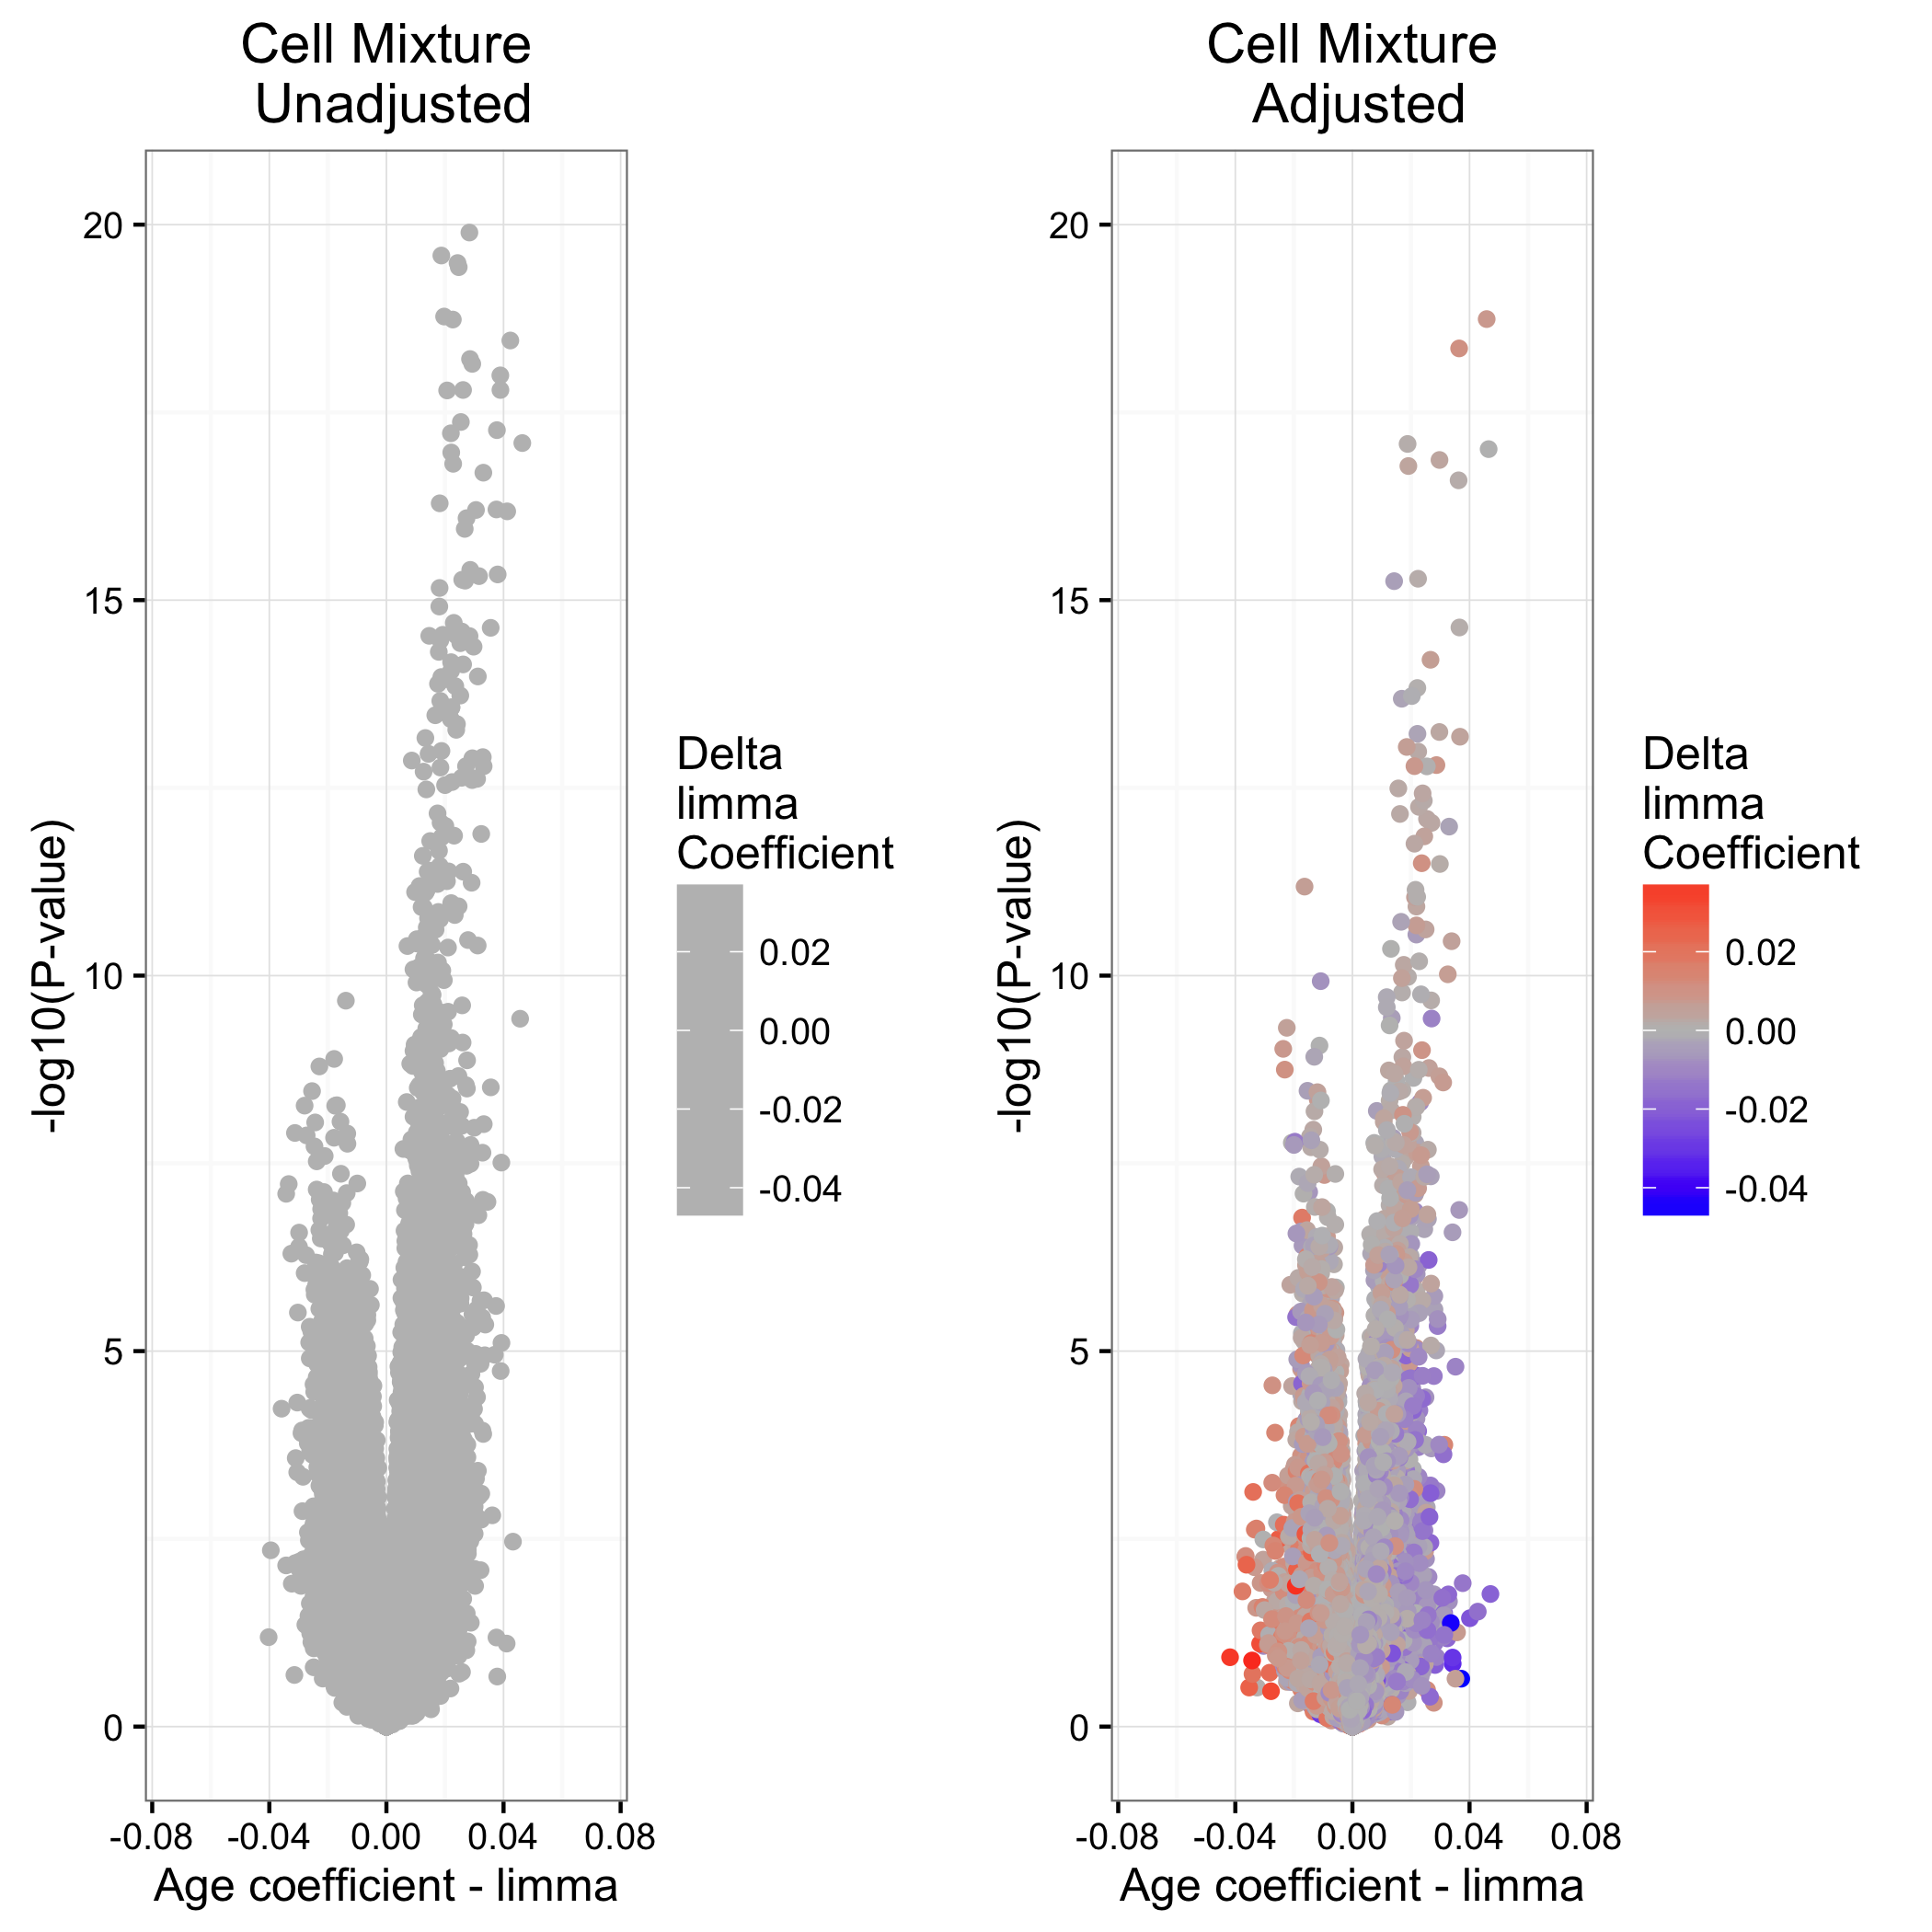 Cell Mixture
Unadjusted
20
15
10
5
0
-log10(P-value)
-0.08 -0.04 0.00 0.04 0.08
Age coefficient - limma
Delta
limma
Coefficient
0.02
0.00
-0.02
-0.04
Cell Mixture
Adjusted
20
15
10
5
0
-log10(P-value)
-0.08 -0.04 0.00 0.04 0.08
Age coefficient - limma
Delta
limma
Coefficient
0.02
0.00
-0.02
-0.04